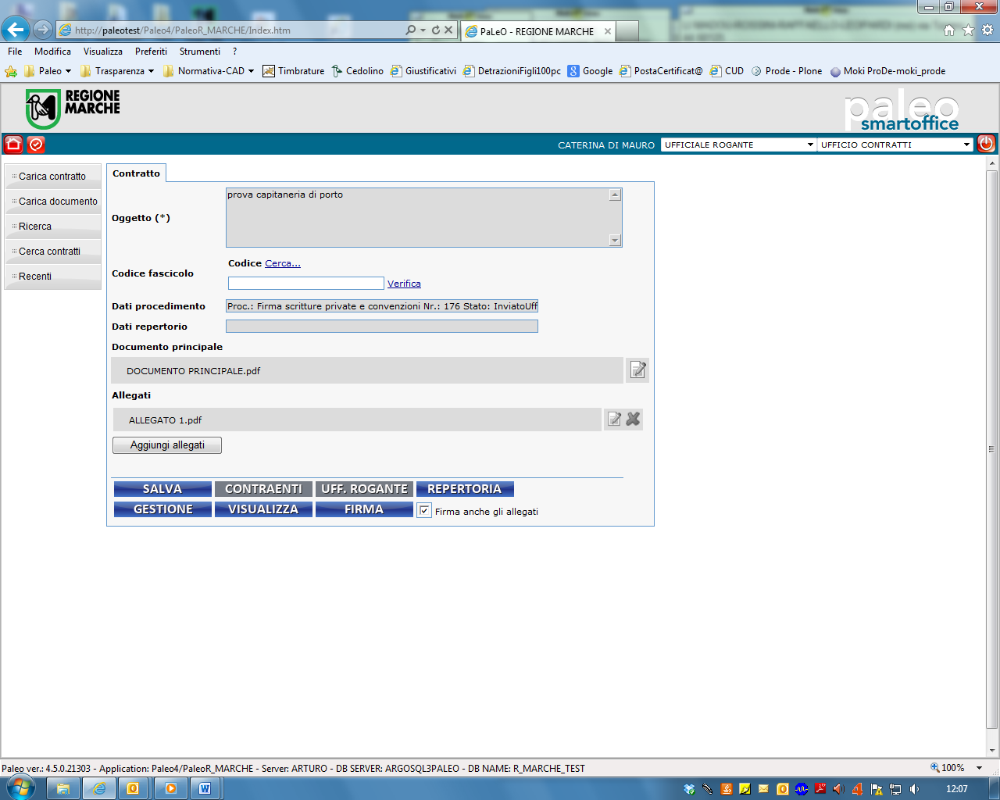 http://paleotest/Paleo4/PaleoR_MARCHE/Index.htm
PaLeO - REGIONE MARCHE
File Modifica Visualizza Preferiti Strumenti ?
Paleo Trasparenza Normativa-CAD Timbrature Cedolino Giustificativi DetrazioniFigli100pc Google PostaCertificat@ CUD Prode - Plone Moki ProDe-moki_prode
REGIONE
MARCHE
paleo
smartoffice
CATERINA DI MAURO UFFICIALE ROGANTE UFFICIO CONTRATTI
Carica contratto
Carica documento
Ricerca
Cerca contratti
Recenti
Contratto
Oggetto (*)
prova capitaneria di porto
Codice fascicolo
Codice Cerca...
Verifica
Dati procedimento
Proc.: Firma scritture private e convenzioni Nr.: 176 Stato: InviatoUff
Dati repertorio
Documento principale
DOCUMENTO PRINCIPALE.pdf
Allegati
ALLEGATO 1.pdf
Aggiungi allegati
SALVA CONTRAENTI UFF. ROGANTE REPERTORIA
GESTIONE VISUALIZZA FIRMA Firma anche gli allegati
Paleo ver.: 4.5.0.21303 - Application: Paleo4/PaleoR_MARCHE - Server: ARTURO - DB SERVER: ARGOSQL3PALEO - DB NAME: R_MARCHE_TEST
100%
12:07